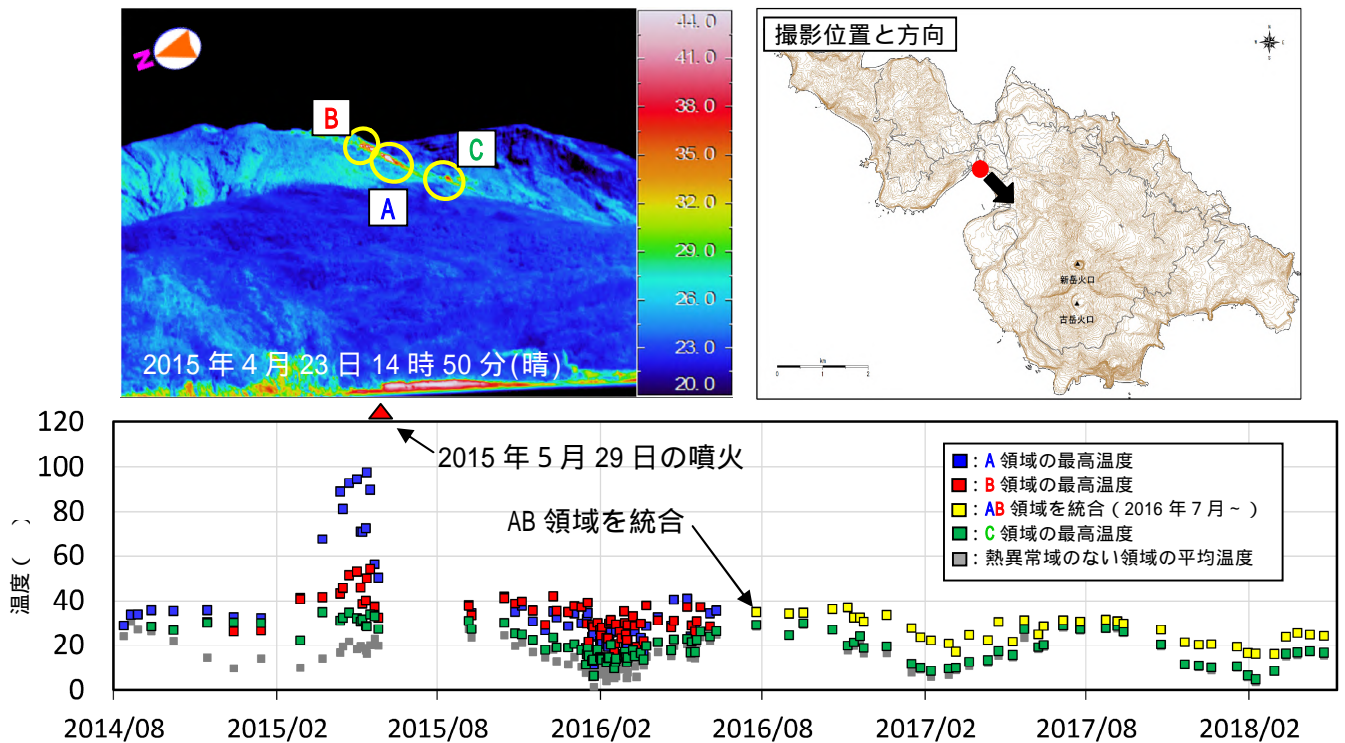 N
B
C
A
2015年4月23日14時50分(晴)
44.0
41.0
38.0
35.0
32.0
29.0
26.0
23.0
20.0
撮影位置と方向
新岳火口
古岳火口
km
0 1 2
2015年5月29日の噴火
AB領域を統合
■：A領域の最高温度
■：B領域の最高温度
■：AB領域を統合（2016年7月~）
■：C領域の最高温度
■：熱異常域のない領域の平均温度
温度( )
120
100
80
60
40
20
0
2014/08 2015/02 2015/08 2016/02 2016/08 2017/02 2017/08 2018/02